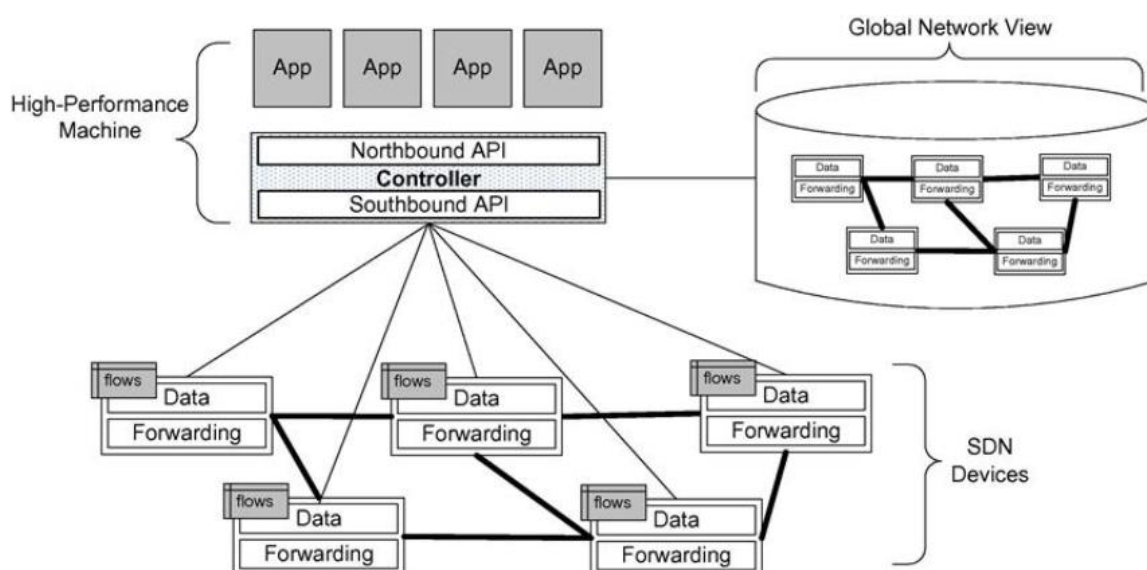 Global Network View
App App App App
High-Performance
Machine
Northbound API
Controller
Southbound API
Data Data Data
Forwarding Forwarding Forwarding
Data Data
Forwarding Forwarding
flows flows flows
Data Data Data
Forwarding Forwarding Forwarding
SDN
Devices
flows flows
Data Data
Forwarding Forwarding